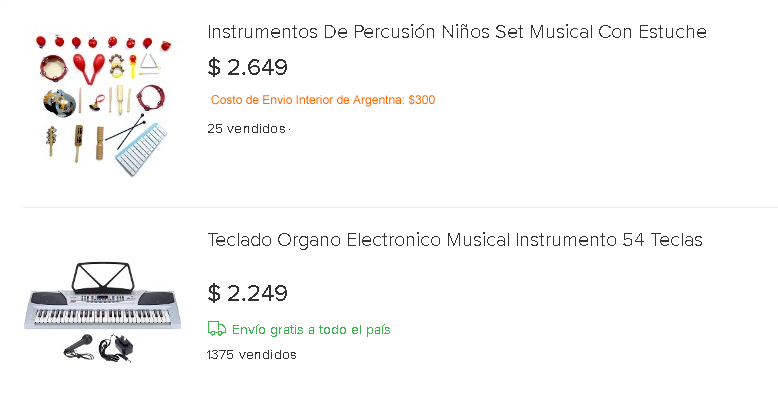 Instrumentos De Percusión Niños Set Musical Con Estuche
$ 2.649
Costo de Envio Interior de Argentna: $300
25 vendidos ·
Teclado Organo Electronico Musical Instrumento 54 Teclas
$ 2.249
Envío gratis a todo el país
1375 vendidos